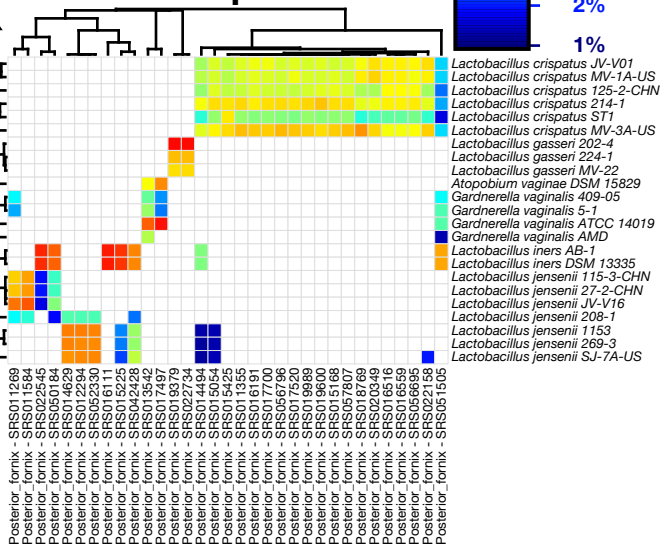 2%
1%
Lactobacillus crispatus JV-V01
Lactobacillus crispatus MV-1A-US
Lactobacillus crispatus 125-2-CHN
Lactobacillus crispatus 214-1
Lactobacillus crispatus ST1
Lactobacillus crispatus MV-3A-US
Lactobacillus gasseri 202-4
Lactobacillus gasseri 224-1
Lactobacillus gasseri MV-22
Atopobium vaginae DSM 15829
Gardnerella vaginalis 409-05
Gardnerella vaginalis 5-1
Gardnerella vaginalis ATCC 14019
Gardnerella vaginalis AMD
Lactobacillus iners AB-1
Lactobacillus iners DSM 13335
Lactobacillus jensenii 115-3-CHN
Lactobacillus jensenii 27-2-CHN
Lactobacillus jensenii JV-V16
Lactobacillus jensenii 208-1
Lactobacillus jensenii 1153
Lactobacillus jensenii 269-3
Lactobacillus jensenii SJ-7A-US
Posterior_fornix - SRS011269
Posterior_fornix - SRS011584
Posterior_fornix - SRS022545
Posterior_fornix - SRS050184
Posterior_fornix - SRS014629
Posterior_fornix - SRS012294
Posterior_fornix - SRS052330
Posterior_fornix - SRS016111
Posterior_fornix - SRS015225
Posterior_fornix - SRS042428
Posterior_fornix - SRS013542
Posterior_fornix - SRS017497
Posterior_fornix - SRS019379
Posterior_fornix - SRS022734
Posterior_fornix - SRS014494
Posterior_fornix - SRS015054
Posterior_fornix - SRS015425
Posterior_fornix - SRS011355
Posterior_fornix - SRS016191
Posterior_fornix - SRS017700
Posterior_fornix - SRS056796
Posterior_fornix - SRS017520
Posterior_fornix - SRS019989
Posterior_fornix - SRS019600
Posterior_fornix - SRS015168
Posterior_fornix - SRS057807
Posterior_fornix - SRS018769
Posterior_fornix - SRS020349
Posterior_fornix - SRS016516
Posterior_fornix - SRS016559
Posterior_fornix - SRS056695
Posterior_fornix - SRS022158
Posterior_fornix - SRS051505